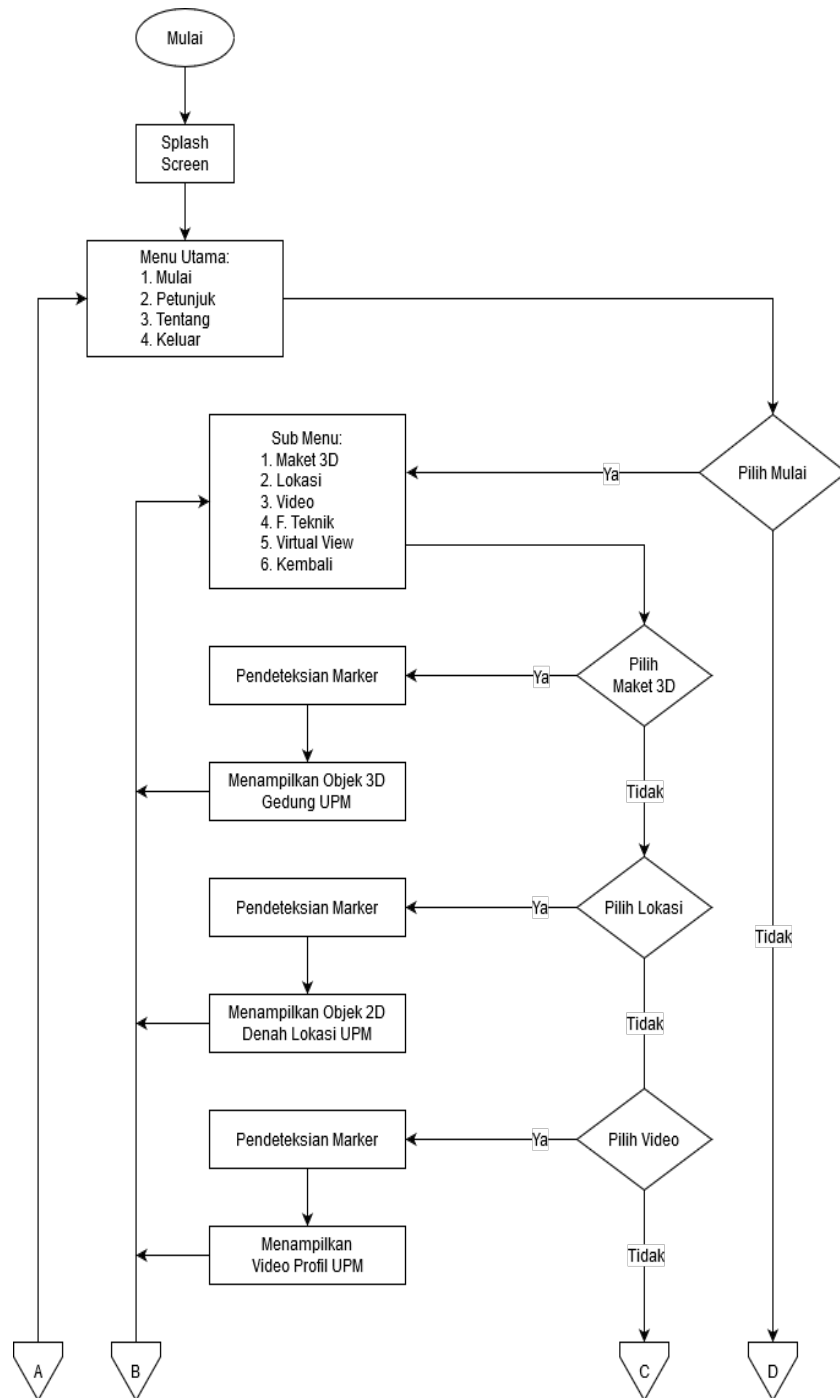 Mulai
Splash
Screen
Menu Utama:
1. Mulai
2. Petunjuk
3. Tentang
4. Keluar
Sub Menu:
1. Maket 3D
2. Lokasi
3. Video
4. F. Teknik
5. Virtual View
6. Kembali
Ya
Pilih Mulai
Pendeteksian Marker
Ya
Pilih
Maket 3D
Menampilkan Objek 3D
Gedung UPM
Tidak
Pendeteksian Marker
Ya
Pilih Lokasi
Tidak
Menampilkan Objek 2D
Denah Lokasi UPM
Tidak
Pendeteksian Marker
Ya
Pilih Video
Menampilkan
Video Profil UPM
Tidak
A
B
C
D